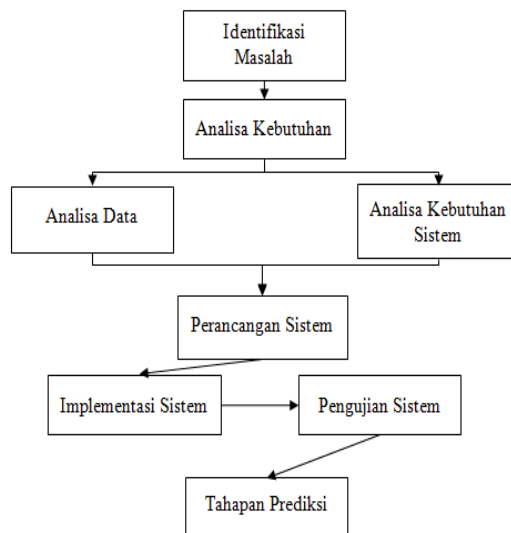 Identifikasi
Masalah
Analisa Kebutuhan
Analisa Data
Analisa Kebutuhan
Sistem
Perancangan Sistem
Implementasi Sistem
Pengujian Sistem
Tahapan Prediksi